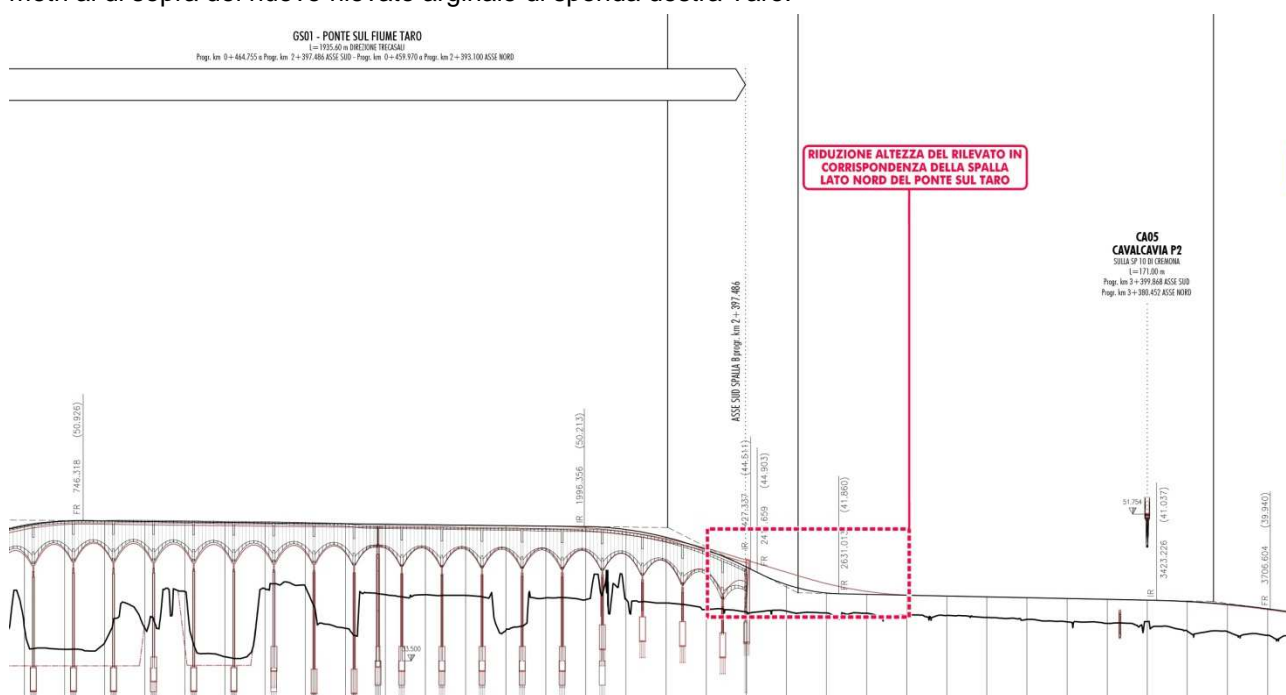 metri al di sopra del nuovo rilevato arginale di sponda destra Taro.
GS01 - PONTE SUL FIUME TARO
L=1935.60 m DIREZIONE TRECASALI
Progr. km 0+464.755 a Progr. km 2+397.486 ASSE SUD - Progr. km 0+459.970 a Progr. km 2+393.100 ASSE NORD
RIDUZIONE ALTEZZA DEL RILEVATO IN
CORRISPONDENZA DELLA SPALLA
LATO NORD DEL PONTE SUL TARO
CA05
CAVALCAVIA P2
SULLA SP 10 DI CREMONA
L=171.00 m
Progr. km 3+399.868 ASSE SUD
Progr. km 3+380.452 ASSE NORD
ASSE SUD SPALLA B progr. km 2+397.486
FR 746.318 (50.926)
IR 1996.356 (50.213)
IR 427.337
FR (44.903)
FR 2631.013 (41.860)
51.754
IR 3423.226 (41.037)
FR 3706.604 (39.940)